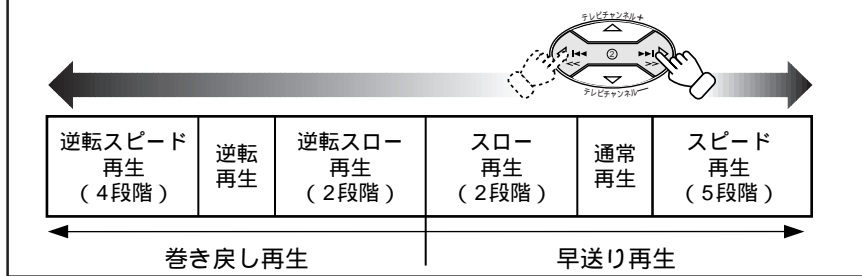 テレビチャンネル+
②
<<
>>
テレビチャンネルー
逆転スピード
再生
(4段階)
逆転
再生
逆転スロー
再生
(2段階)
スロー
再生
(2段階)
通常
再生
スピード
再生
(5段階)
巻き戻し再生
早送り再生